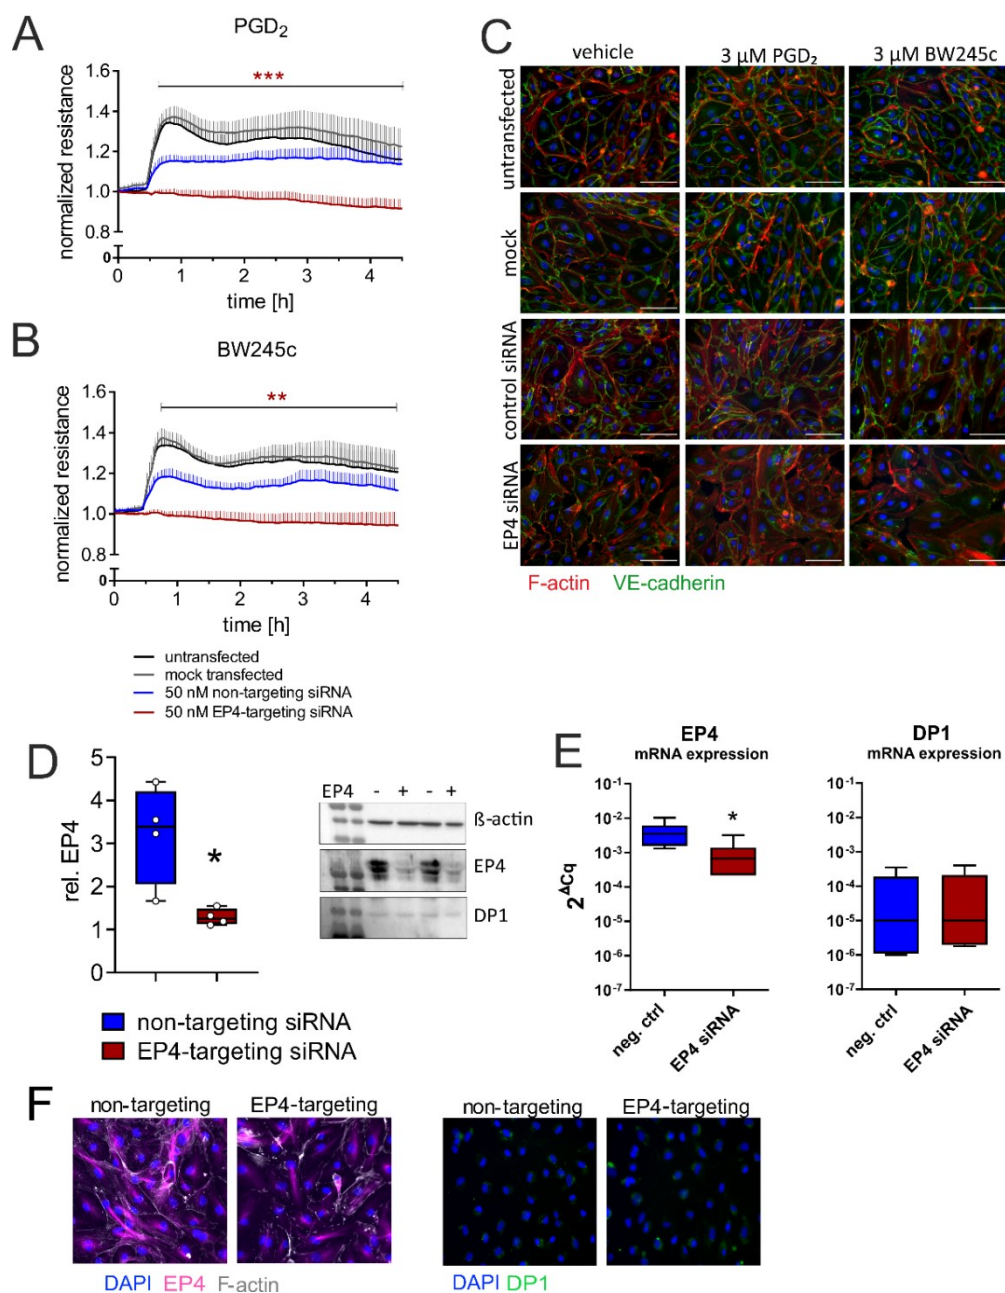 A
PGD₂
1.6
1.4
1.2
1.0
0.8
0
normalized resistance
***
0 1 2 3 4
time [h]
B
BW245c
1.6
1.4
1.2
1.0
0.8
0
normalized resistance
**
0 1 2 3 4
time [h]
untransfected
mock transfected
50 nM non-targeting siRNA
50 nM EP4-targeting siRNA
C
vehicle 3 µM PGD₂ 3 µM BW245c
untransfected
mock
control siRNA
EP4 siRNA
F-actin VE-cadherin
D
5
4
3
2
1
0
rel. EP4
*
non-targeting siRNA
EP4-targeting siRNA
EP4 - + - +
ß-actin
EP4
DP1
E
EP4
mRNA expression
10⁻¹
10⁻²
10⁻³
10⁻⁴
10⁻⁵
10⁻⁶
10⁻⁷
2^ΔCq
*
neg. ctrl
EP4 siRNA
DP1
mRNA expression
10⁻¹
10⁻²
10⁻³
10⁻⁴
10⁻⁵
10⁻⁶
10⁻⁷
neg. ctrl
EP4 siRNA
F
non-targeting EP4-targeting
DAPI EP4 F-actin
non-targeting EP4-targeting
DAPI DP1